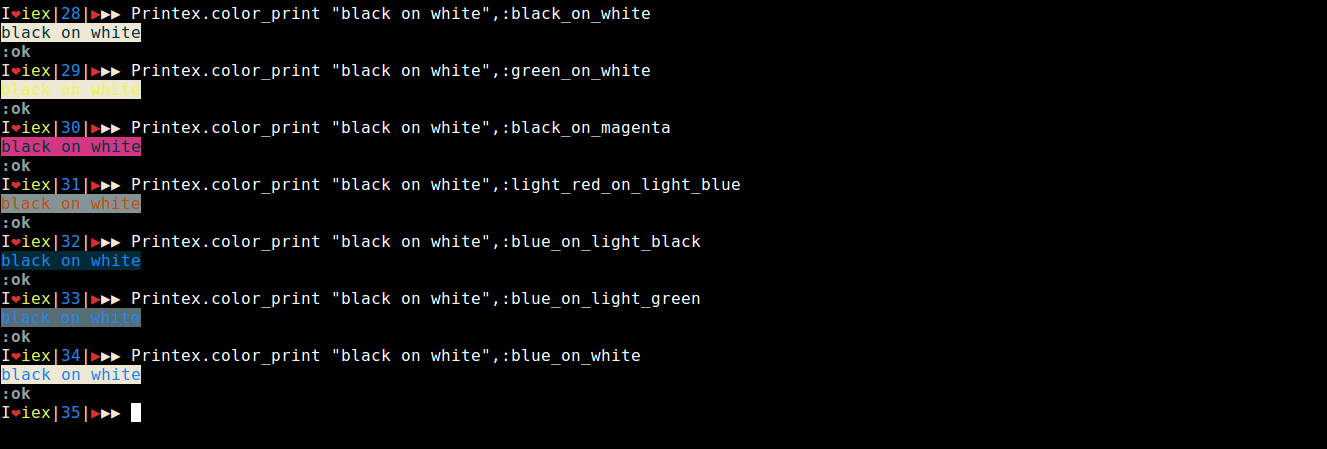 I❤iex|28|▶▶▶ Printex.color_print "black on white",:black_on_white
black on white
:ok
I❤iex|29|▶▶▶ Printex.color_print "black on white",:green_on_white
black on white
:ok
I❤iex|30|▶▶▶ Printex.color_print "black on white",:black_on_magenta
black on white
:ok
I❤iex|31|▶▶▶ Printex.color_print "black on white",:light_red_on_light_blue
black on white
:ok
I❤iex|32|▶▶▶ Printex.color_print "black on white",:blue_on_light_black
black on white
:ok
I❤iex|33|▶▶▶ Printex.color_print "black on white",:blue_on_light_green
black on white
:ok
I❤iex|34|▶▶▶ Printex.color_print "black on white",:blue_on_white
black on white
:ok
I❤iex|35|▶▶▶